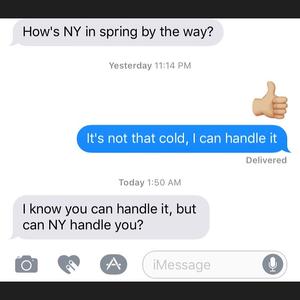 How's NY in spring by the way?
Yesterday 11:14 PM
It's not that cold, I can handle it
Delivered
Today 1:50 AM
I know you can handle it, but
can NY handle you?
iMessage